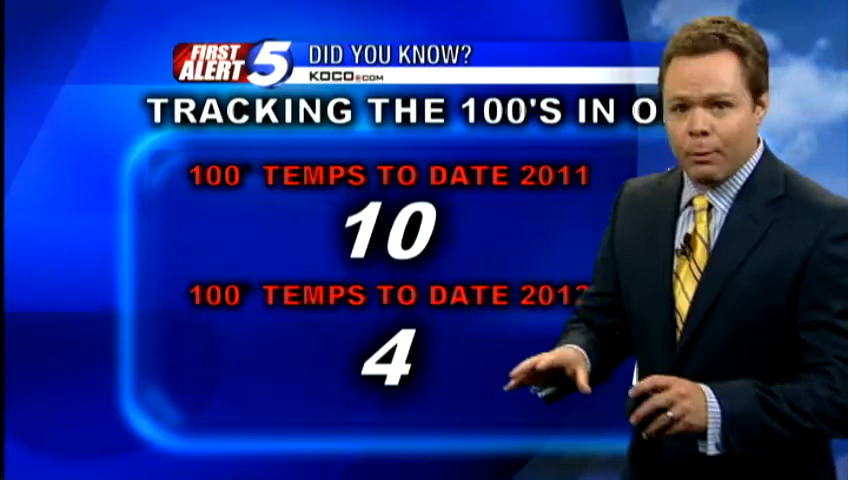 FIRST ALERT 5
DID YOU KNOW?
KOCO.COM
TRACKING THE 100'S IN
100° TEMPS TO DATE 2011
10
100° TEMPS TO DATE 2012
4